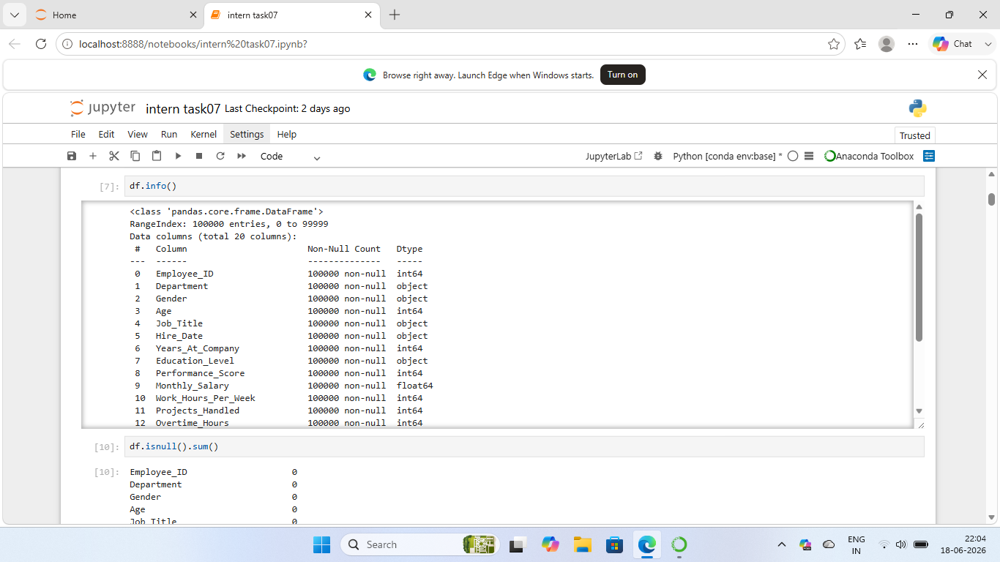 Home
intern task07
localhost:8888/notebooks/intern%20task07.ipynb?
Chat
Browse right away. Launch Edge when Windows starts.
Turn on
jupyter
intern task07 Last Checkpoint: 2 days ago
File Edit View Run Kernel Settings Help
Trusted
Code
JupyterLab
Python [conda env:base] *
Anaconda Toolbox
[7]: df.info()
<class 'pandas.core.frame.DataFrame'>
RangeIndex: 100000 entries, 0 to 99999
Data columns (total 20 columns):
 #   Column                       Non-Null Count   Dtype
---  ------                       --------------   -----
 0   Employee_ID                  100000 non-null  int64
 1   Department                   100000 non-null  object
 2   Gender                       100000 non-null  object
 3   Age                          100000 non-null  int64
 4   Job_Title                    100000 non-null  object
 5   Hire_Date                    100000 non-null  object
 6   Years_At_Company             100000 non-null  int64
 7   Education_Level              100000 non-null  object
 8   Performance_Score            100000 non-null  int64
 9   Monthly_Salary               100000 non-null  float64
 10  Work_Hours_Per_Week          100000 non-null  int64
 11  Projects_Handled             100000 non-null  int64
 12  Overtime_Hours               100000 non-null  int64
[10]: df.isnull().sum()
[10]: Employee_ID                    0
Department                     0
Gender                         0
Age                            0
Job_Title                      0
Search
ENG
IN
22:04
18-06-2026